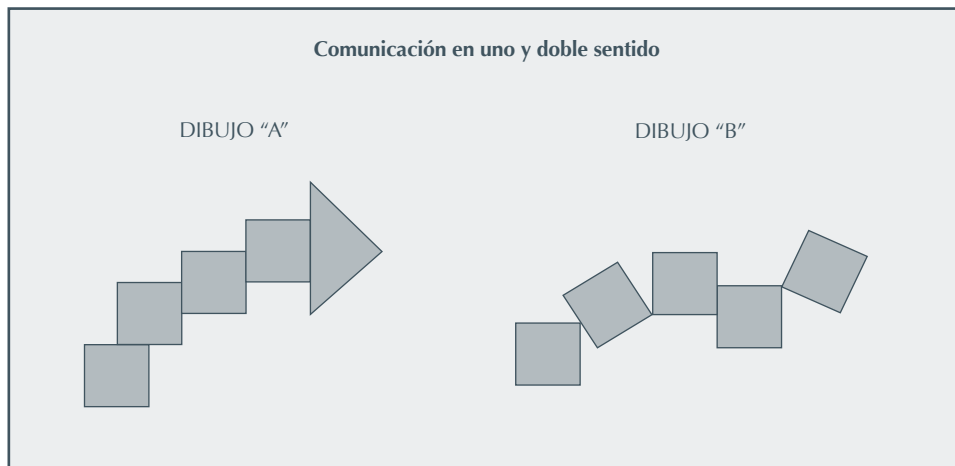 Comunicación en uno y doble sentido
DIBUJO “A”
DIBUJO “B”